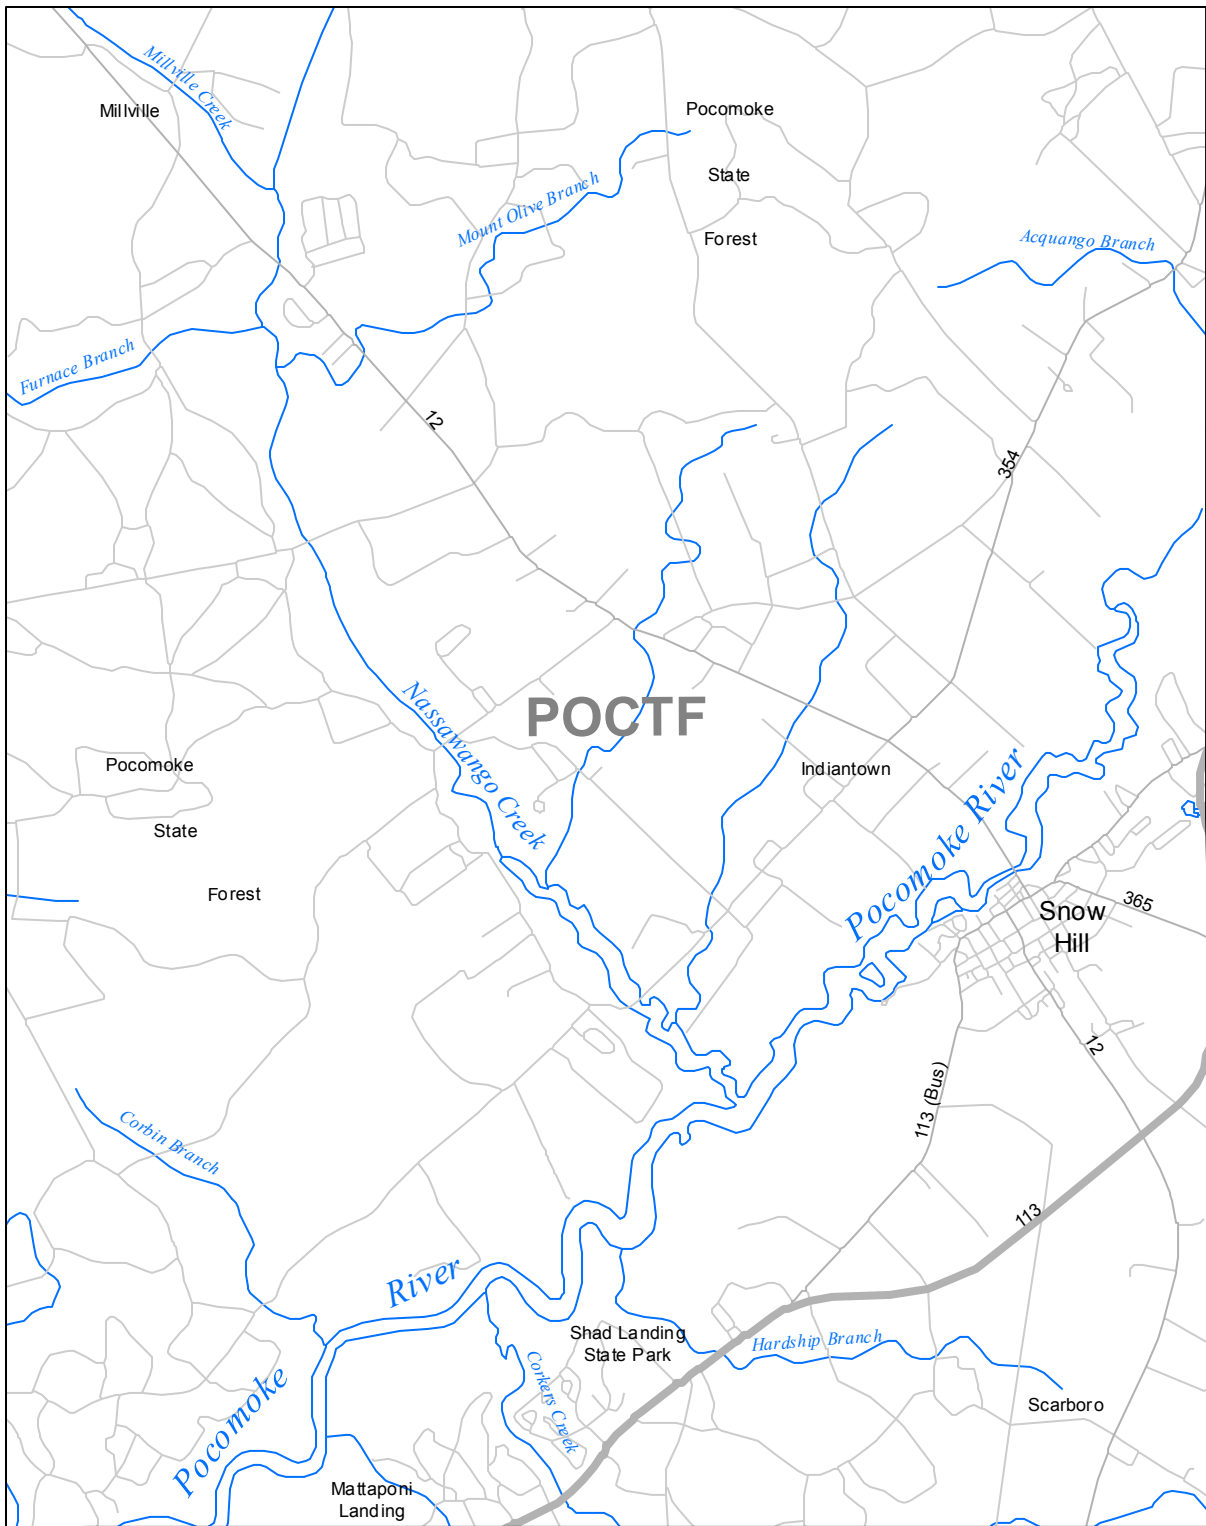 Millville Creek
Millville
Pocomoke
State
Forest
Mount Olive Branch
Acquango Branch
Furnace Branch
12
354
Nassawango Creek
POCTF
Pocomoke
State
Forest
Indiantown
Pocomoke River
Snow
Hill
365
12
113 (Bus)
113
Corbin Branch
River
Shad Landing
State Park
Hardship Branch
Corkers Creek
Scarboro
Pocomoke
Mattaponi
Landing